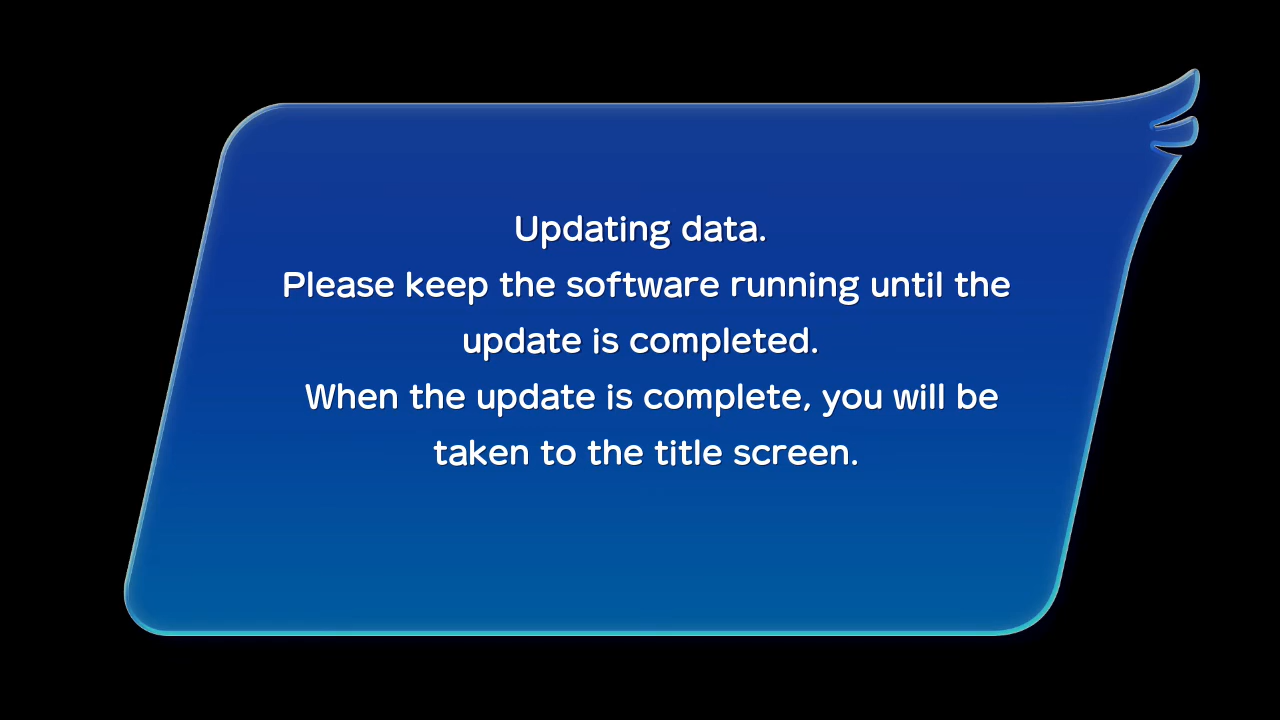 Updating data.
Please keep the software running until the
update is completed.
When the update is complete, you will be
taken to the title screen.